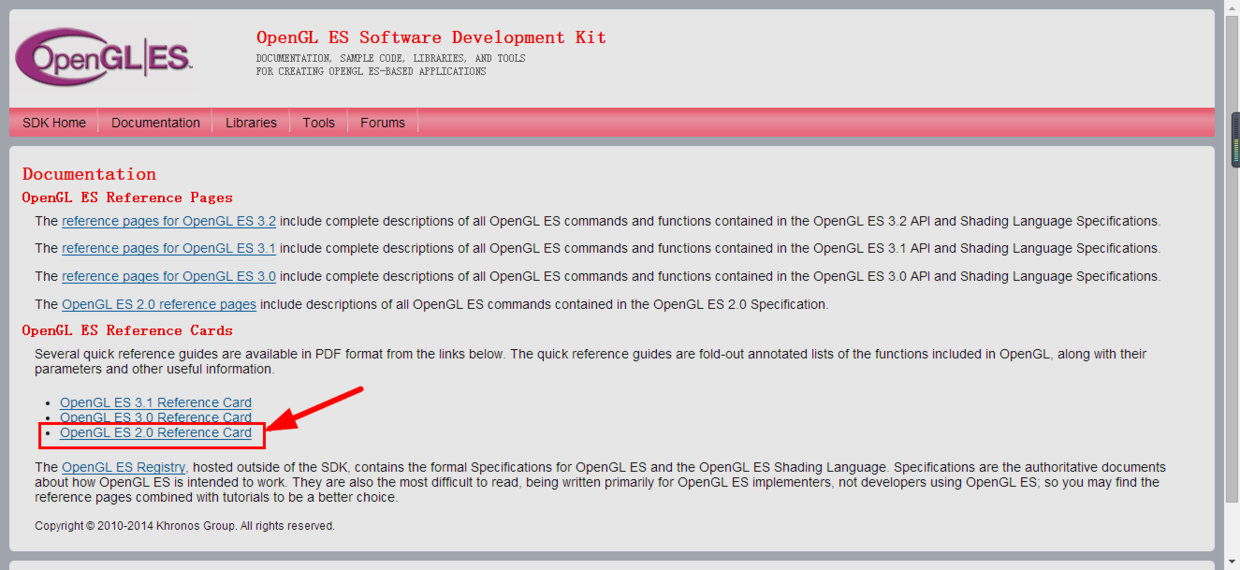 OpenGL|ES™
OpenGL ES Software Development Kit
DOCUMENTATION, SAMPLE CODE, LIBRARIES, AND TOOLS
FOR CREATING OPENGL ES-BASED APPLICATIONS
SDK Home Documentation Libraries Tools Forums
Documentation
OpenGL ES Reference Pages
The reference pages for OpenGL ES 3.2 include complete descriptions of all OpenGL ES commands and functions contained in the OpenGL ES 3.2 API and Shading Language Specifications.
The reference pages for OpenGL ES 3.1 include complete descriptions of all OpenGL ES commands and functions contained in the OpenGL ES 3.1 API and Shading Language Specifications.
The reference pages for OpenGL ES 3.0 include complete descriptions of all OpenGL ES commands and functions contained in the OpenGL ES 3.0 API and Shading Language Specifications.
The OpenGL ES 2.0 reference pages include descriptions of all OpenGL ES commands contained in the OpenGL ES 2.0 Specification.
OpenGL ES Reference Cards
Several quick reference guides are available in PDF format from the links below. The quick reference guides are fold-out annotated lists of the functions included in OpenGL, along with their
parameters and other useful information.
• OpenGL ES 3.1 Reference Card
• OpenGL ES 3.0 Reference Card
• OpenGL ES 2.0 Reference Card
The OpenGL ES Registry, hosted outside of the SDK, contains the formal Specifications for OpenGL ES and the OpenGL ES Shading Language. Specifications are the authoritative documents
about how OpenGL ES is intended to work. They are also the most difficult to read, being written primarily for OpenGL ES implementers, not developers using OpenGL ES; so you may find the
reference pages combined with tutorials to be a better choice.
Copyright © 2010-2014 Khronos Group. All rights reserved.